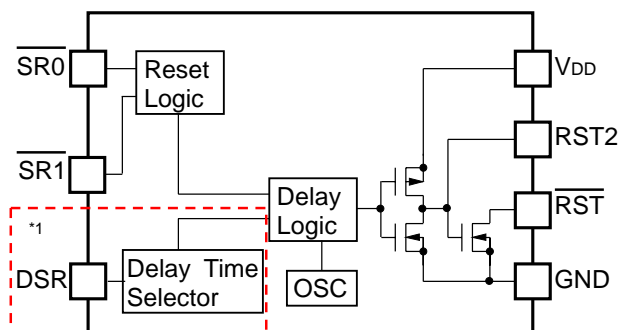 SR0
Reset
Logic
SR1
*1
DSR
Delay Time
Selector
Delay
Logic
OSC
VDD
RST2
RST
GND